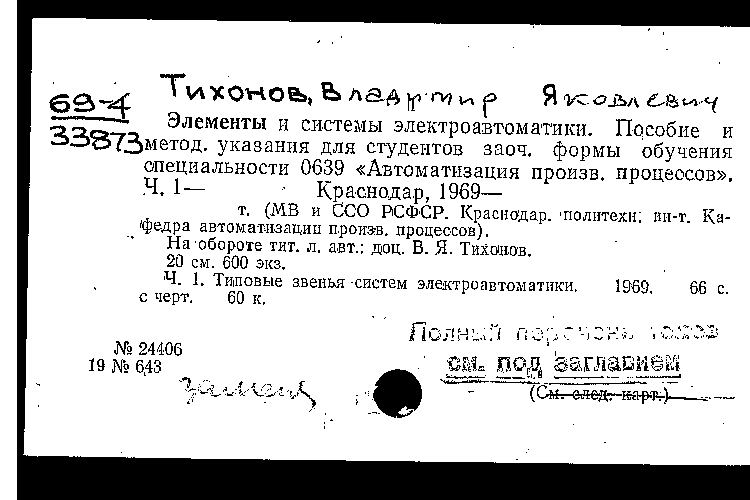 Тихонов, Владимир Яковлевич
69-4
33873
Элементы и системы электроавтоматики. Пособие и
метод. указания для студентов заоч. формы обучения
специальности 0639 «Автоматизация произв. процессов».
Ч. 1— Краснодар, 1969—
т. (МВ и ССО РСФСР. Краснодар. политехн. ин-т. Ка-
федра автоматизации произв. процессов).
На обороте тит. л. авт.: доц. В. Я. Тихонов.
20 см. 600 экз.
Ч. 1. Типовые звенья систем электроавтоматики. 1969. 66 с.
с черт. 60 к.
Полный перечень томов
см. под заглавием
(См. след. карт.)
№ 24406
19 № 643